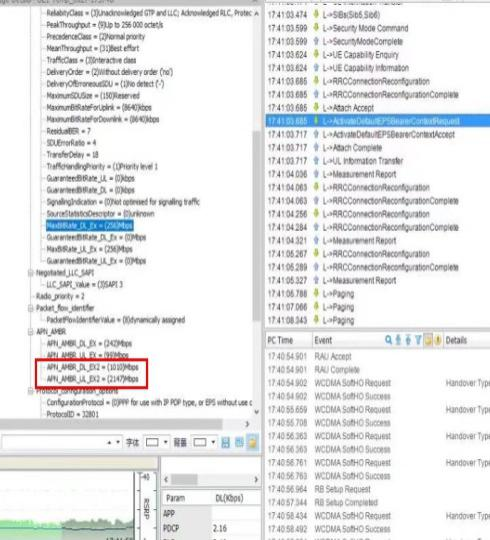 ReliabilityClass = (3)Unacknowledged GTP and LLC; Acknowledged RLC, Protec
PeakThroughput = (9)Up to 256 000 octet/s
PrecedenceClass = (2)Normal priority
MeanThroughput = (31)Best effort
TrafficClass = (3)Interactive class
DeliveryOrder = (2)Without delivery order ('no')
DeliveryOfErroneousSDU = (1)No detect ('-')
MaximumSDUSize = (150)Reserved
MaximumBitRateForUplink = (8640)kbps
MaximumBitRateForDownlink = (8640)kbps
ResidualBER = 7
SDUErrorRatio = 4
TransferDelay = 18
TrafficHandlingPriority = (1)Priority level 1
GuaranteedBitRate_UL = (0)kbps
GuaranteedBitRate_DL = (0)kbps
SignalingIndication = (0)Not optimised for signalling traffic
SourceStatisticsDescriptor = (0)unknown
MaxBitRate_DL_Ex = (256)Mbps
GuaranteedBitRate_DL_Ex = (0)Mbps
MaxBitRate_UL_Ex = (256)Mbps
GuaranteedBitRate_UL_Ex = (0)Mbps
Negotiated_LLC_SAPI
LLC_SAPI_Value = (3)SAPI 3
Radio_priority = 2
Packet_flow_identifier
PacketFlowIdentifierValue = (0)dynamically assigned
APN_AMBR
APN_AMBR_DL_EX = (242)Mbps
APN_AMBR_UL_EX = (99)Mbps
APN_AMBR_DL_EX2 = (1010)Mbps
APN_AMBR_UL_EX2 = (2147)Mbps
Protocol_configuration_options
ConfigurationProtocol = (0)PPP for use with IP PDP type, or EPS without use c
ProtocolID = 32801
字体
背景
-40
RSRP
Param DL(Kbps)
APP
PDCP 2.16
17:41:03.474 L->SIBs(Sib5,Sib6)
17:41:03.599 L->Security Mode Command
17:41:03.599 L->SecurityModeComplete
17:41:03.624 L->UE Capability Enquiry
17:41:03.624 L->UE Capability Information
17:41:03.685 L->RRCConnectionReconfiguration
17:41:03.685 L->RRCConnectionReconfigurationComplete
17:41:03.685 L->Attach Accept
17:41:03.685 L->ActivateDefaultEPSBearerContextRequest
17:41:03.717 L->ActivateDefaultEPSBearerContextAccept
17:41:03.717 L->Attach Complete
17:41:03.717 L->UL Information Transfer
17:41:04.036 L->Measurement Report
17:41:04.063 L->RRCConnectionReconfiguration
17:41:04.063 L->RRCConnectionReconfigurationComplete
17:41:04.256 L->RRCConnectionReconfiguration
17:41:04.284 L->RRCConnectionReconfigurationComplete
17:41:04.321 L->Measurement Report
17:41:05.267 L->RRCConnectionReconfiguration
17:41:05.289 L->RRCConnectionReconfigurationComplete
17:41:05.327 L->Measurement Report
17:41:05.788 L->Paging
17:41:07.065 L->Paging
17:41:08.343 L->Paging
PC Time Event Details
17:40:54.901 RAU Accept
17:40:54.901 RAU Complete
17:40:54.902 WCDMA SoftHO Request Handover Type
17:40:54.902 WCDMA SoftHO Success
17:40:55.659 WCDMA SoftHO Request Handover Type
17:40:55.708 WCDMA SoftHO Success
17:40:56.363 WCDMA SoftHO Request Handover Type
17:40:56.363 WCDMA SoftHO Success
17:40:56.761 WCDMA SoftHO Request Handover Type
17:40:56.763 WCDMA SoftHO Success
17:40:56.964 RB Setup Request
17:40:57.344 RB Setup Completed
17:40:58.434 WCDMA SoftHO Request Handover Type
17:40:58.492 WCDMA SoftHO Success